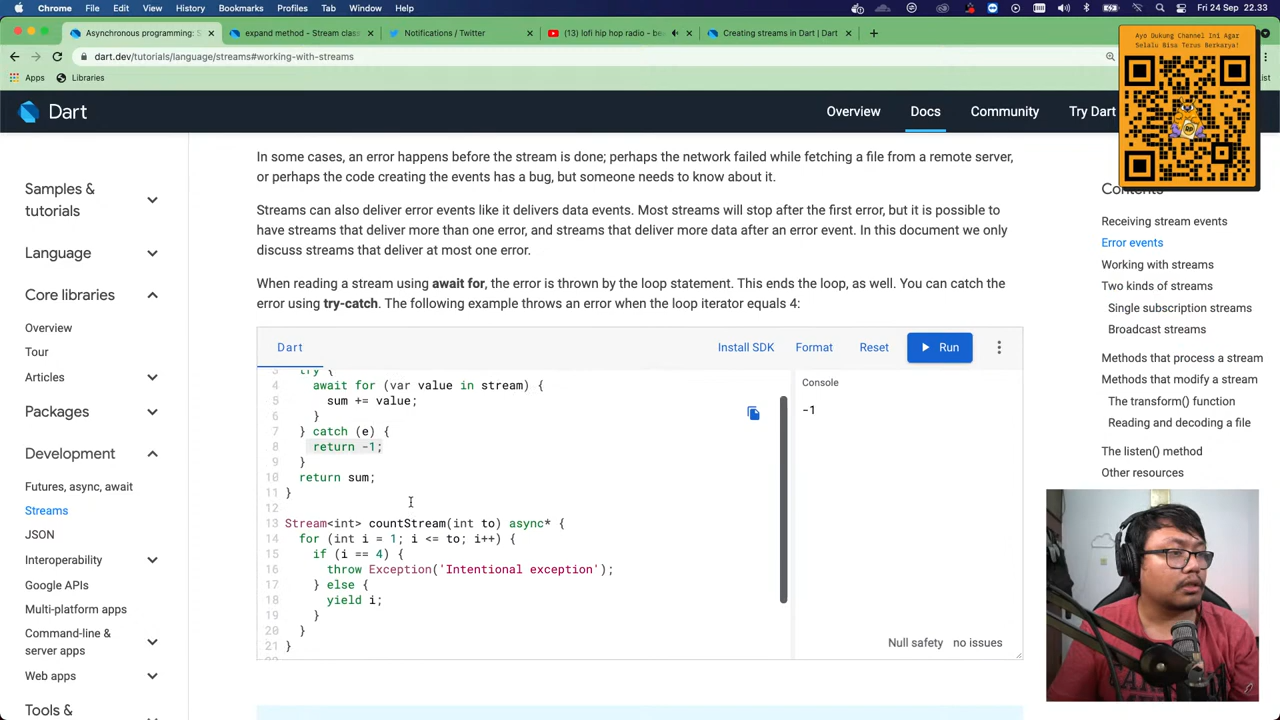 Chrome File Edit View History Bookmarks Profiles Tab Window Help
Fri 24 Sep 22.33
Asynchronous programming: S
expand method - Stream class
Notifications / Twitter
(13) lofi hip hop radio - bea
Creating streams in Dart | Dart
dart.dev/tutorials/language/streams#working-with-streams
Apps
Libraries
Ayo Dukung Channel Ini Agar
Selalu Bisa Terus Berkarya!
Dart
Overview
Docs
Community
Try Dart
Samples &
tutorials
Language
Core libraries
Overview
Tour
Articles
Packages
Development
Futures, async, await
Streams
JSON
Interoperability
Google APIs
Multi-platform apps
Command-line &
server apps
Web apps
Tools &
In some cases, an error happens before the stream is done; perhaps the network failed while fetching a file from a remote server,
or perhaps the code creating the events has a bug, but someone needs to know about it.
Streams can also deliver error events like it delivers data events. Most streams will stop after the first error, but it is possible to
have streams that deliver more than one error, and streams that deliver more data after an error event. In this document we only
discuss streams that deliver at most one error.
When reading a stream using await for, the error is thrown by the loop statement. This ends the loop, as well. You can catch the
error using try-catch. The following example throws an error when the loop iterator equals 4:
Dart
Install SDK
Format
Reset
Run
3 try {
4 await for (var value in stream) {
5 sum += value;
6 }
7 } catch (e) {
8 return -1;
9 }
10 return sum;
11 }
12
13 Stream<int> countStream(int to) async* {
14 for (int i = 1; i <= to; i++) {
15 if (i == 4) {
16 throw Exception('Intentional exception');
17 } else {
18 yield i;
19 }
20 }
21 }
Console
-1
Null safety no issues
Contents
Receiving stream events
Error events
Working with streams
Two kinds of streams
Single subscription streams
Broadcast streams
Methods that process a stream
Methods that modify a stream
The transform() function
Reading and decoding a file
The listen() method
Other resources